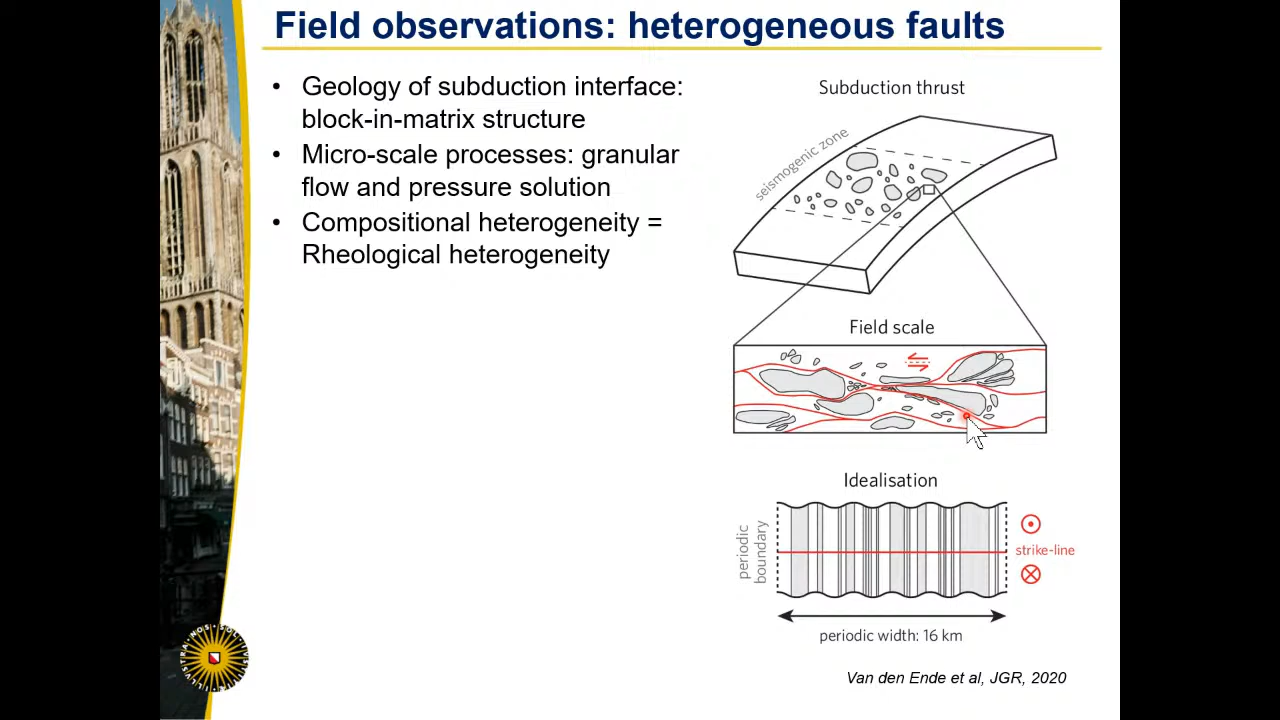 Field observations: heterogeneous faults
• Geology of subduction interface:
block-in-matrix structure
• Micro-scale processes: granular
flow and pressure solution
• Compositional heterogeneity =
Rheological heterogeneity
Subduction thrust
seismogenic zone
Field scale
Idealisation
periodic
boundary
strike-line
periodic width: 16 km
Van den Ende et al, JGR, 2020